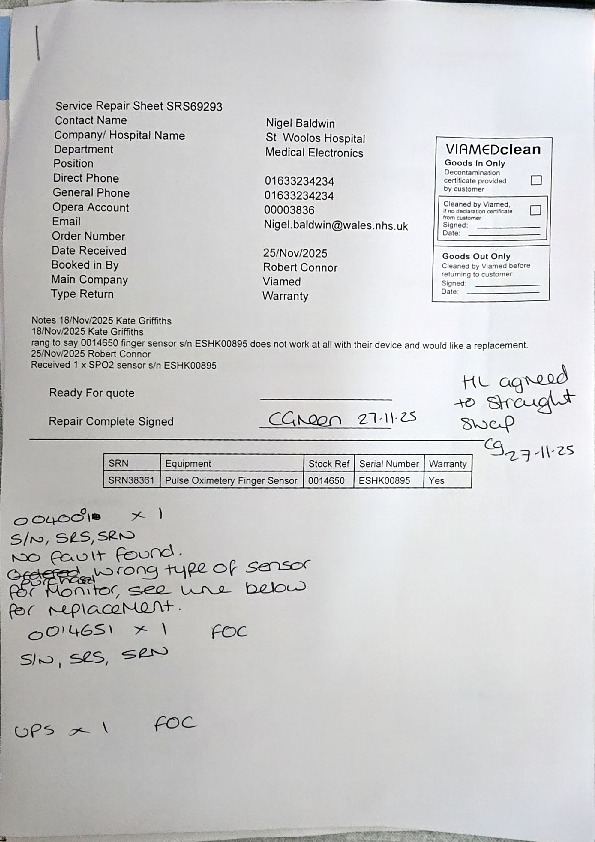 Service Repair Sheet SRS69293
Contact Name Nigel Baldwin
Company/ Hospital Name St Woolos Hospital
Department Medical Electronics
Position
Direct Phone 01633234234
General Phone 01633234234
Opera Account 00003836
Email Nigel.baldwin@wales.nhs.uk
Order Number
Date Received 25/Nov/2025
Booked in By Robert Connor
Main Company Viamed
Type Return Warranty
VIAMEDclean
Goods In Only
Decontamination
certificate provided
by customer
Cleaned by Viamed,
if no declaration certificate
from customer
Signed:
Date:
Goods Out Only
Cleaned by Viamed before
returning to customer
Signed:
Date:
Notes 18/Nov/2025 Kate Griffiths
18/Nov/2025 Kate Griffiths
rang to say 0014650 finger sensor s/n ESHK00895 does not work at all with their device and would like a replacement.
25/Nov/2025 Robert Connor
Received 1 x SPO2 sensor s/n ESHK00895
Ready For quote
Repair Complete Signed CGreen 27-11-25
HL agreed
to straught
swap
CG 27-11-25
SRN Equipment Stock Ref Serial Number Warranty
SRN38351 Pulse Oximetery Finger Sensor 0014650 ESHK00895 Yes
x 1
S/N, SRS, SRN
No fault found.
purchased wrong type of sensor
for Monitor, see line below
for replacement.
0014651 x 1 FOC
S/N, SRS, SRN
UPS x 1 FOC